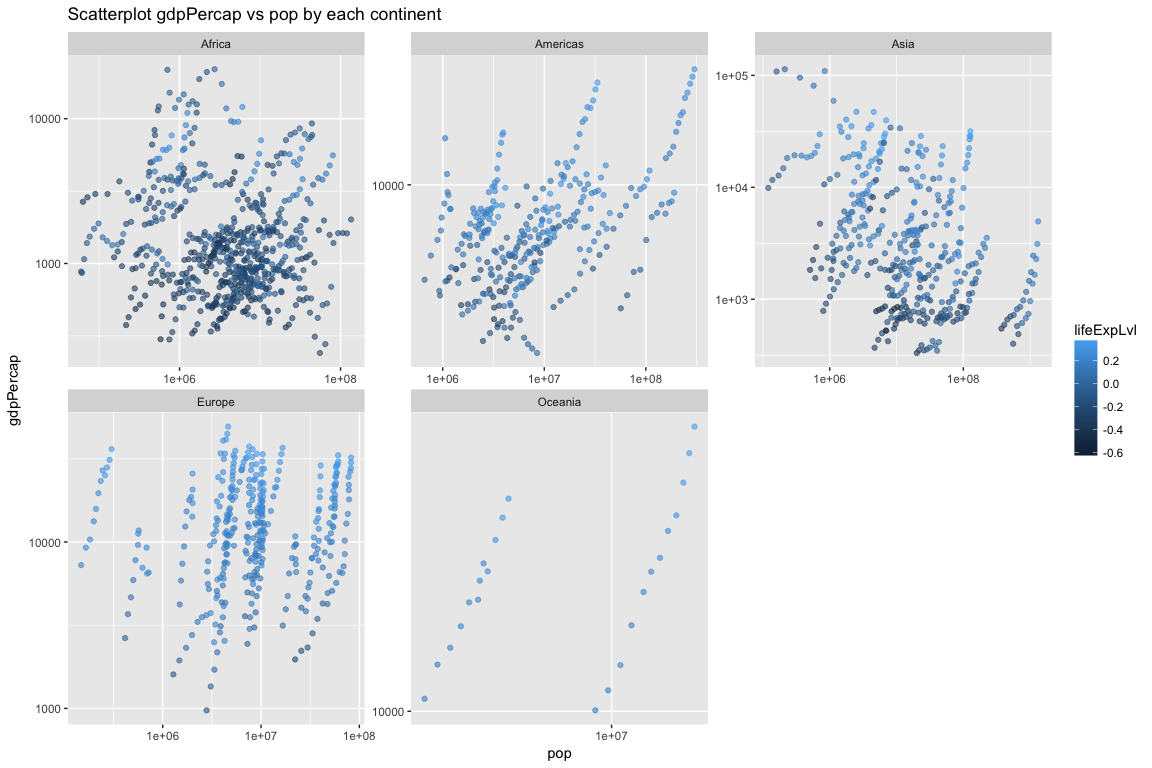 Scatterplot gdpPercap vs pop by each continent
Africa
Americas
Asia
10000
1000
1e+06
1e+08
10000
1e+06
1e+07
1e+08
1e+05
1e+04
1e+03
1e+06
1e+08
gdpPercap
Europe
Oceania
10000
1000
1e+06
1e+07
1e+08
10000
1e+07
pop
lifeExpLvl
0.2
0.0
-0.2
-0.4
-0.6